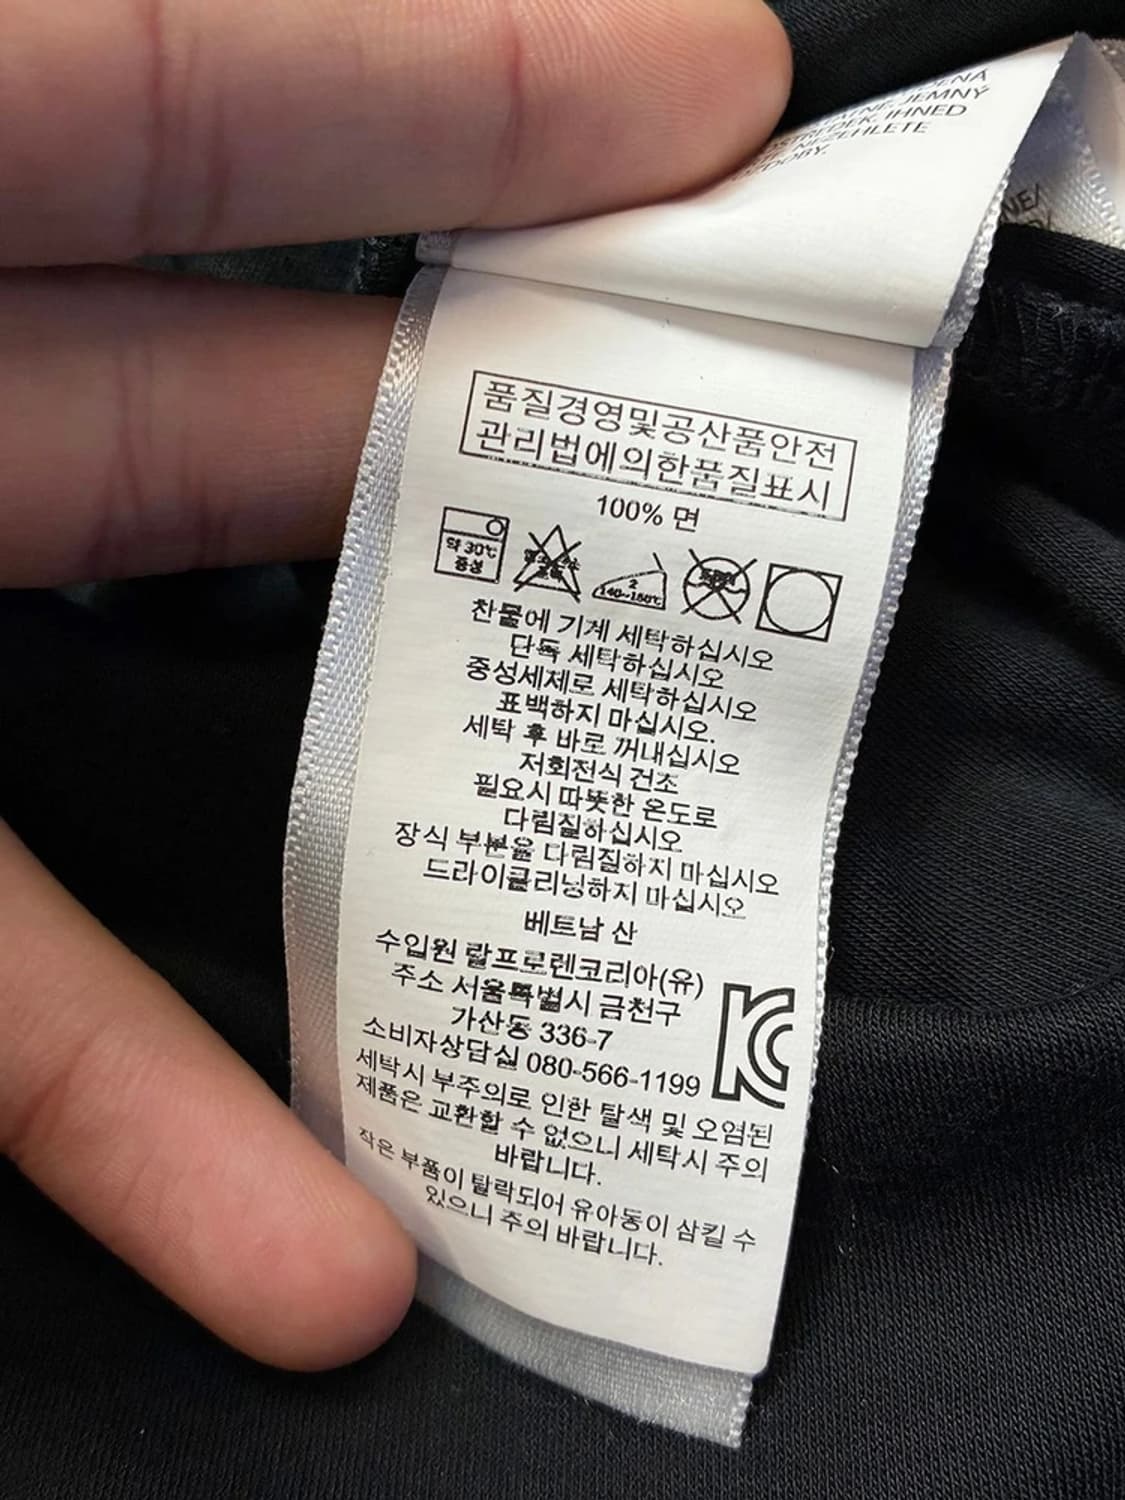 JEMNÝ
IHNED
NEŽEHLETE
품질경영및공산품안전
관리법에의한품질표시
100% 면
약 30℃
중성
2
140~160℃
찬물에 기계 세탁하십시오
단독 세탁하십시오
중성세제로 세탁하십시오
표백하지 마십시오.
세탁 후 바로 꺼내십시오
저회전식 건조
필요시 따뜻한 온도로
다림질하십시오
장식 부분을 다림질하지 마십시오
드라이클리닝하지 마십시오
베트남 산
수입원 랄프로렌코리아(유)
주소 서울특별시 금천구
가산동 336-7
소비자상담실 080-566-1199
세탁시 부주의로 인한 탈색 및 오염된
제품은 교환할 수 없으니 세탁시 주의
바랍니다.
작은 부품이 탈락되어 유아동이 삼킬 수
있으니 주의 바랍니다.